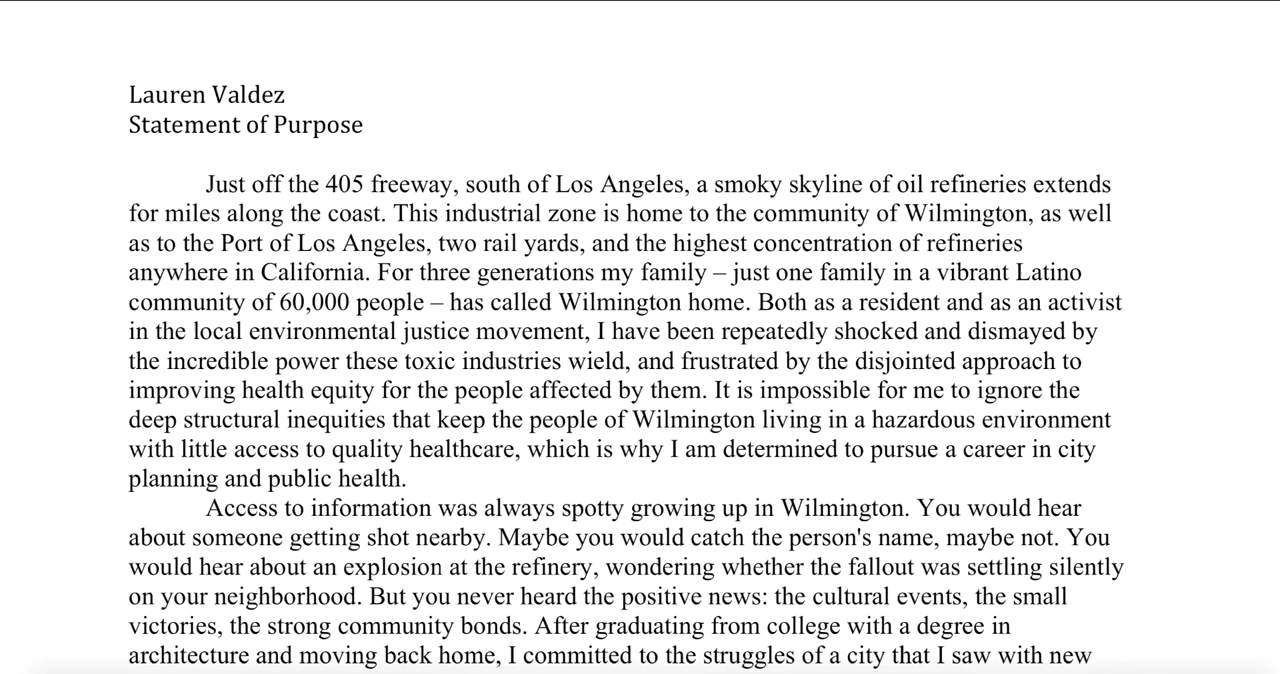 Lauren Valdez
Statement of Purpose
Just off the 405 freeway, south of Los Angeles, a smoky skyline of oil refineries extends
for miles along the coast. This industrial zone is home to the community of Wilmington, as well
as to the Port of Los Angeles, two rail yards, and the highest concentration of refineries
anywhere in California. For three generations my family – just one family in a vibrant Latino
community of 60,000 people – has called Wilmington home. Both as a resident and as an activist
in the local environmental justice movement, I have been repeatedly shocked and dismayed by
the incredible power these toxic industries wield, and frustrated by the disjointed approach to
improving health equity for the people affected by them. It is impossible for me to ignore the
deep structural inequities that keep the people of Wilmington living in a hazardous environment
with little access to quality healthcare, which is why I am determined to pursue a career in city
planning and public health.
Access to information was always spotty growing up in Wilmington. You would hear
about someone getting shot nearby. Maybe you would catch the person's name, maybe not. You
would hear about an explosion at the refinery, wondering whether the fallout was settling silently
on your neighborhood. But you never heard the positive news: the cultural events, the small
victories, the strong community bonds. After graduating from college with a degree in
architecture and moving back home, I committed to the struggles of a city that I saw with new